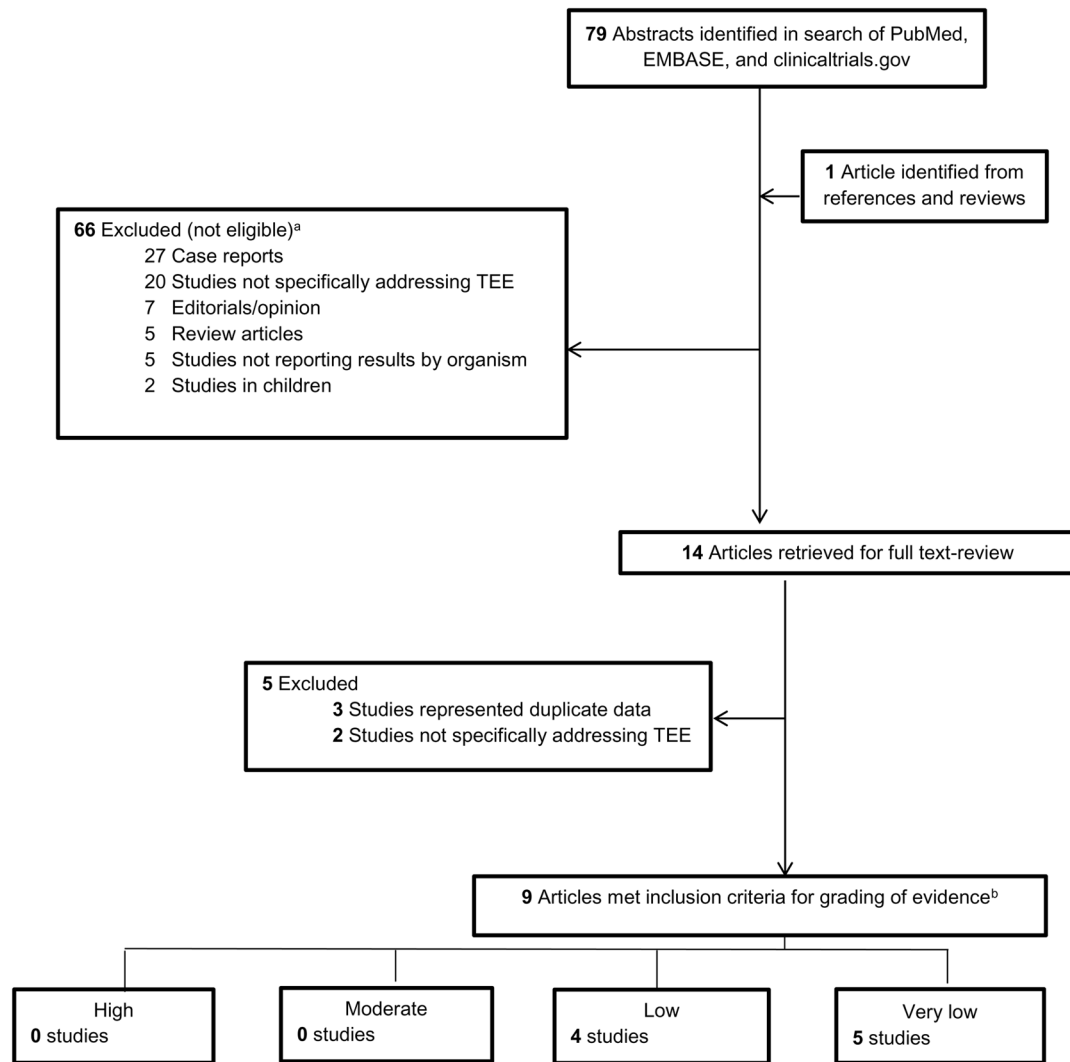 79 Abstracts identified in search of PubMed,
EMBASE, and clinicaltrials.gov
1 Article identified from
references and reviews
66 Excluded (not eligible)ᵃ
27 Case reports
20 Studies not specifically addressing TEE
7 Editorials/opinion
5 Review articles
5 Studies not reporting results by organism
2 Studies in children
14 Articles retrieved for full text-review
5 Excluded
3 Studies represented duplicate data
2 Studies not specifically addressing TEE
9 Articles met inclusion criteria for grading of evidenceᵇ
High
0 studies
Moderate
0 studies
Low
4 studies
Very low
5 studies